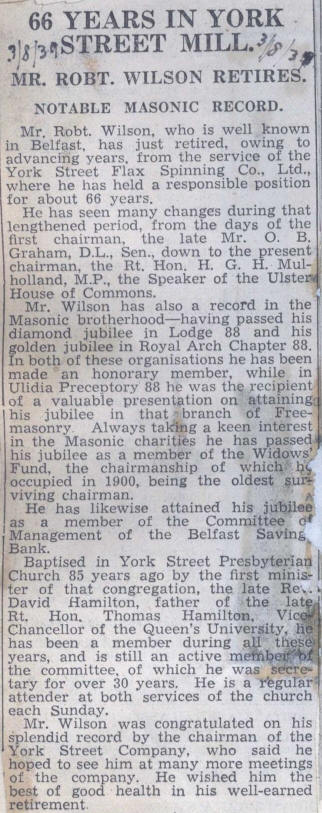 66 YEARS IN YORK
3/8/39 STREET MILL. 3/8/39
MR. ROBT. WILSON RETIRES.
NOTABLE MASONIC RECORD.
Mr. Robt. Wilson, who is well known
in Belfast, has just retired, owing to
advancing years, from the service of the
York Street Flax Spinning Co., Ltd.,
where he has held a responsible position
for about 66 years.
He has seen many changes during that
lengthened period, from the days of the
first chairman, the late Mr. O. B.
Graham, D.L., Sen., down to the present
chairman, the Rt. Hon. H. G. H. Mul-
holland, M.P., the Speaker of the Ulster
House of Commons.
Mr. Wilson has also a record in the
Masonic brotherhood—having passed his
diamond jubilee in Lodge 88 and his
golden jubilee in Royal Arch Chapter 88.
In both of these organisations he has been
made an honorary member, while in
Ulidia Preceptory 88 he was the recipient
of a valuable presentation on attaining
his jubilee in that branch of Free-
masonry. Always taking a keen interest
in the Masonic charities he has passed
his jubilee as a member of the Widows'
Fund, the chairmanship of which he
occupied in 1900, being the oldest sur-
viving chairman.
He has likewise attained his jubilee
as a member of the Committee of
Management of the Belfast Saving
Bank.
Baptised in York Street Presbyterian
Church 85 years ago by the first minis-
ter of that congregation, the late Rev.
David Hamilton, father of the late
Rt. Hon. Thomas Hamilton, Vice-
Chancellor of the Queen's University, he
has been a member during all these
years, and is still an active member of
the committee, of which he was secre-
tary for over 30 years. He is a regular
attender at both services of the church
each Sunday.
Mr. Wilson was congratulated on his
splendid record by the chairman of the
York Street Company, who said he
hoped to see him at many more meetings
of the company. He wished him the
best of good health in his well-earned
retirement.